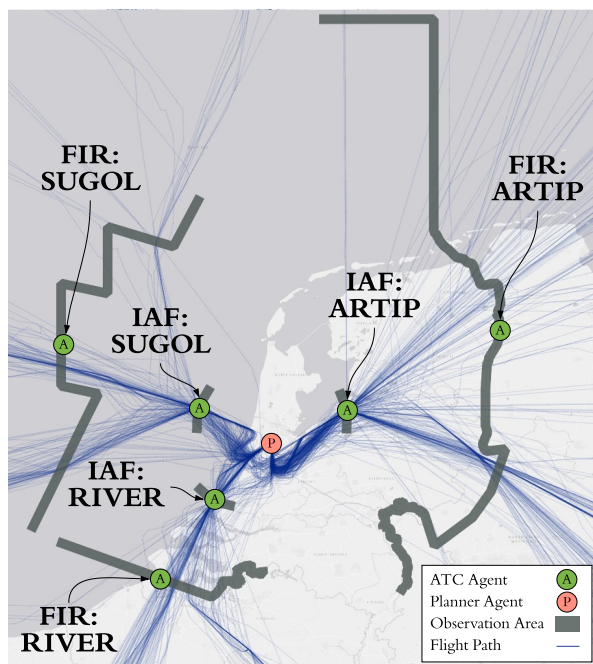 FIR:
SUGOL
FIR:
ARTIP
IAF:
ARTIP
IAF:
SUGOL
A
A
A
A
P
IAF:
RIVER
A
A
FIR:
RIVER
ATC Agent A
Planner Agent P
Observation Area
Flight Path